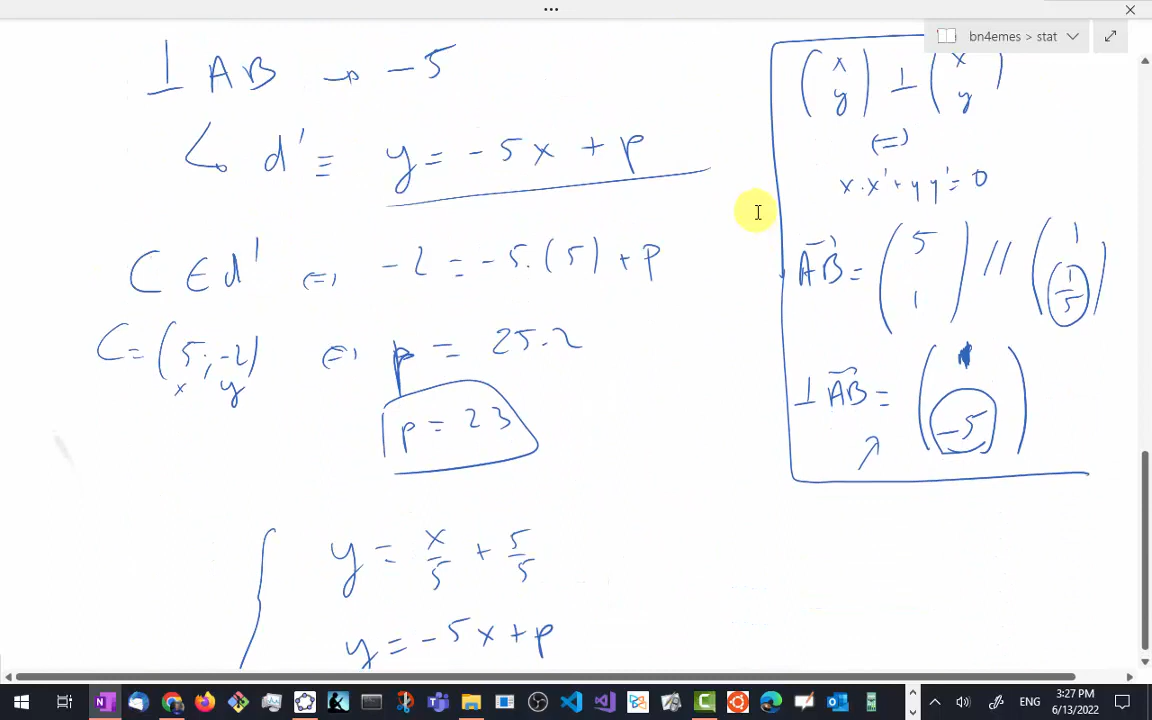 ⊥ AB → -5
↳ d' ≡ y = -5x + p
C ∈ d' ⇔ -2 = -5.(5) + p
C = (5 ; -2) ⇔ p = 25-2
x y
p = 23
{ y = x/5 + 5/5
y = -5x + p
bn4emes > stat
(x y) ⊥ (x y)
⇔
x.x' + y y' = 0
AB = (5 1) // (1 1/5)
⊥ AB = ( -5)
ENG
3:27 PM
6/13/2022